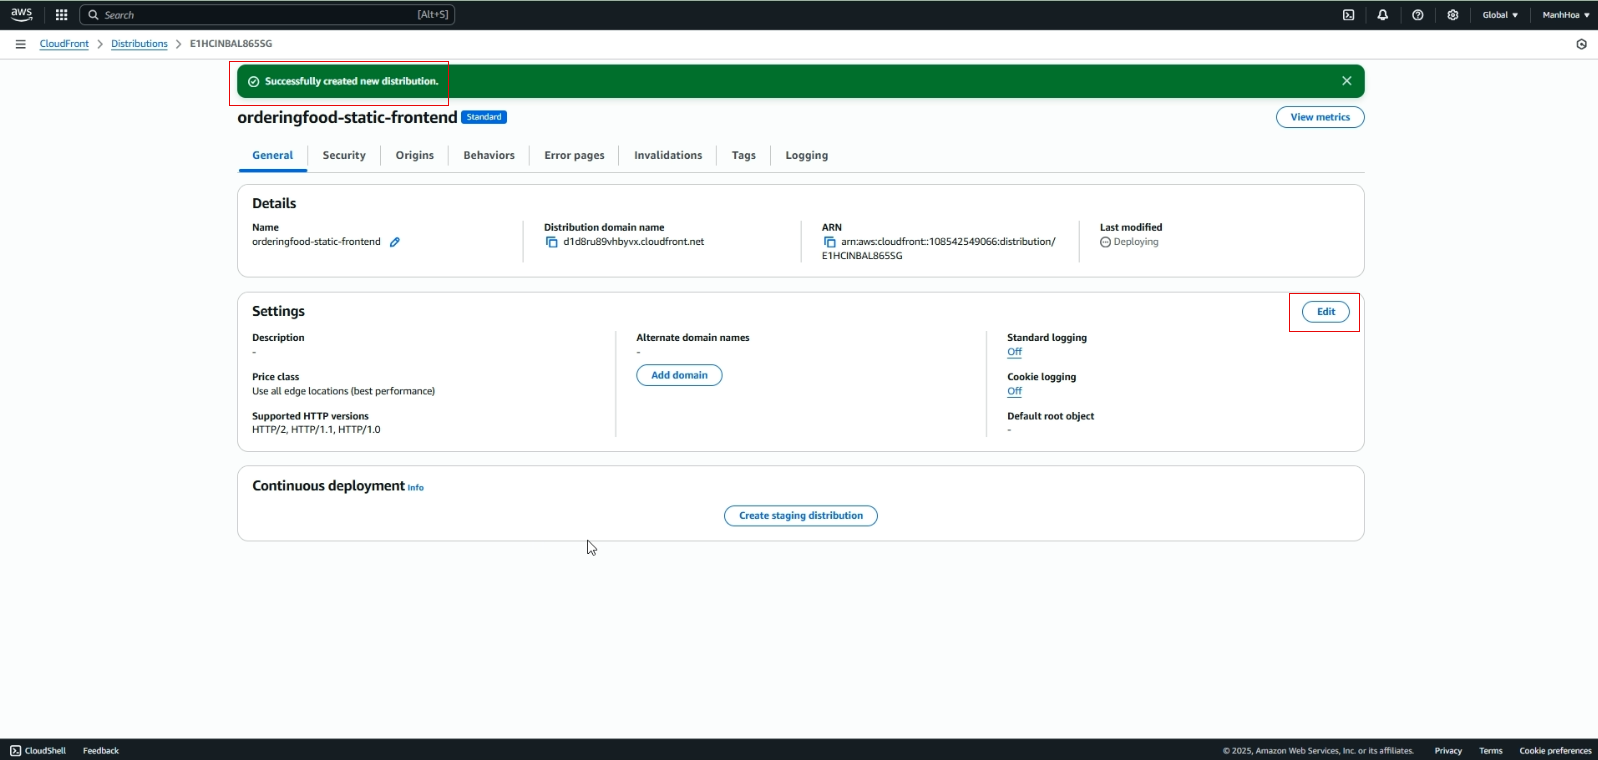 aws Search [Alt+S] Global ManhHoa
CloudFront Distributions E1HCINBAL865SG
Successfully created new distribution.
orderingfood-static-frontend Standard View metrics
General Security Origins Behaviors Error pages Invalidations Tags Logging
Details
Name Distribution domain name ARN Last modified
orderingfood-static-frontend d1d8ru89vhbyvx.cloudfront.net arn:aws:cloudfront::108542549066:distribution/ Deploying
E1HCINBAL865SG
Settings Edit
Description Alternate domain names Standard logging
- - Off
Add domain
Price class Cookie logging
Use all edge locations (best performance) Off
Supported HTTP versions Default root object
HTTP/2, HTTP/1.1, HTTP/1.0 -
Continuous deployment Info
Create staging distribution
CloudShell Feedback © 2025, Amazon Web Services, Inc. or its affiliates. Privacy Terms Cookie preferences